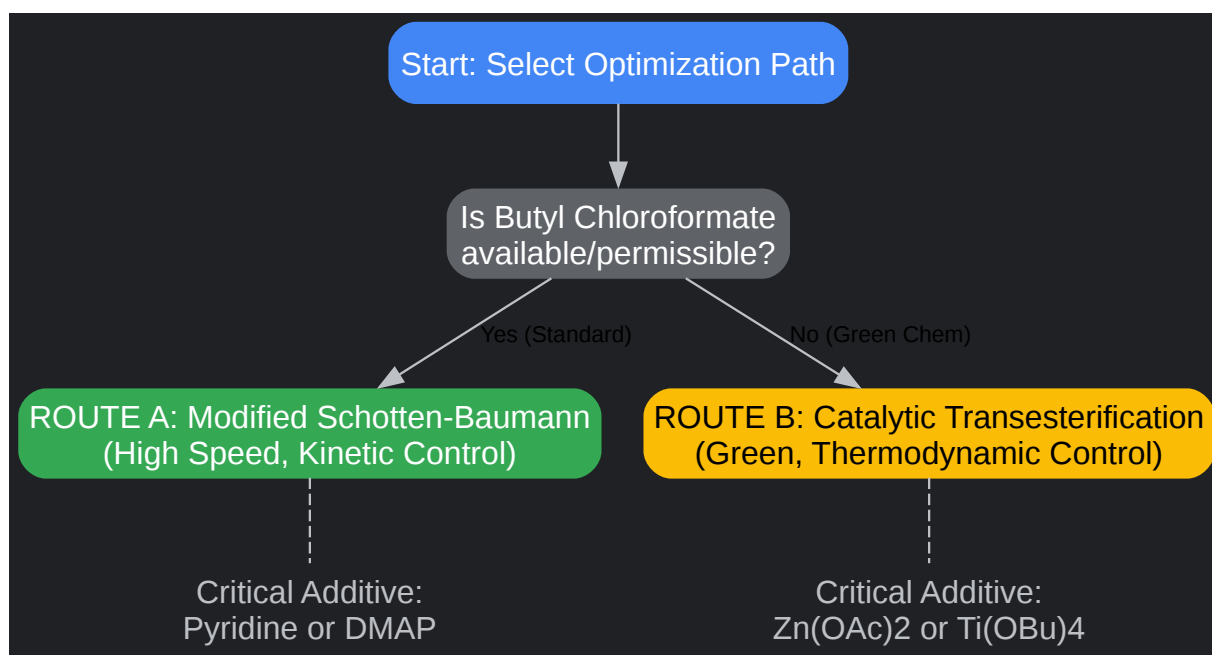 Start: Select Optimization Path
Is Butyl Chloroformate
available/permissible?
Yes (Standard)
No (Green Chem)
ROUTE A: Modified Schotten-Baumann
(High Speed, Kinetic Control)
ROUTE B: Catalytic Transesterification
(Green, Thermodynamic Control)
Critical Additive:
Pyridine or DMAP
Critical Additive:
Zn(OAc)2 or Ti(OBu)4